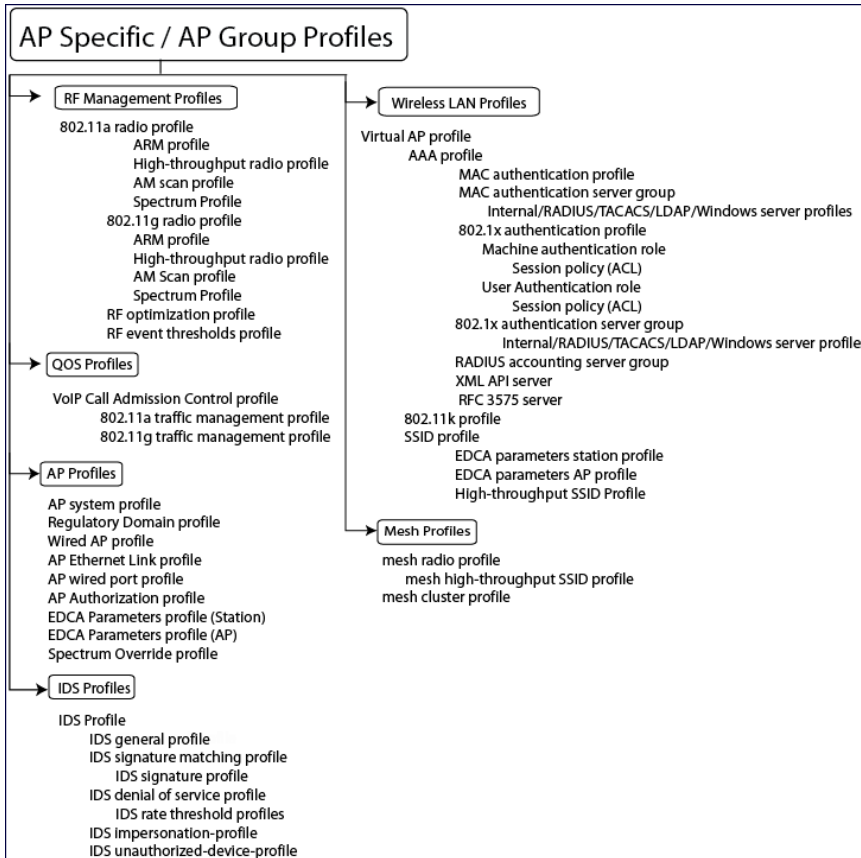 AP Specific / AP Group Profiles
RF Management Profiles
802.11a radio profile
ARM profile
High-throughput radio profile
AM scan profile
Spectrum Profile
802.11g radio profile
ARM profile
High-throughput radio profile
AM Scan profile
Spectrum Profile
RF optimization profile
RF event thresholds profile
QOS Profiles
VoIP Call Admission Control profile
802.11a traffic management profile
802.11g traffic management profile
AP Profiles
AP system profile
Regulatory Domain profile
Wired AP profile
AP Ethernet Link profile
AP wired port profile
AP Authorization profile
EDCA Parameters profile (Station)
EDCA Parameters profile (AP)
Spectrum Override profile
IDS Profiles
IDS Profile
IDS general profile
IDS signature matching profile
IDS signature profile
IDS denial of service profile
IDS rate threshold profiles
IDS impersonation-profile
IDS unauthorized-device-profile
Wireless LAN Profiles
Virtual AP profile
AAA profile
MAC authentication profile
MAC authentication server group
Internal/RADIUS/TACACS/LDAP/Windows server profiles
802.1x authentication profile
Machine authentication role
Session policy (ACL)
User Authentication role
Session policy (ACL)
802.1x authentication server group
Internal/RADIUS/TACACS/LDAP/Windows server profile
RADIUS accounting server group
XML API server
RFC 3575 server
802.11k profile
SSID profile
EDCA parameters station profile
EDCA parameters AP profile
High-throughput SSID Profile
Mesh Profiles
mesh radio profile
mesh high-throughput SSID profile
mesh cluster profile